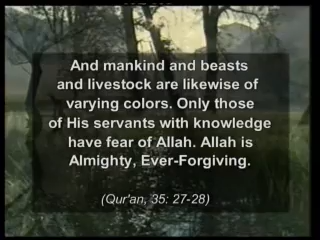 And mankind and beasts
and livestock are likewise of
varying colors. Only those
of His servants with knowledge
have fear of Allah. Allah is
Almighty, Ever-Forgiving.
(Qur'an, 35: 27-28)